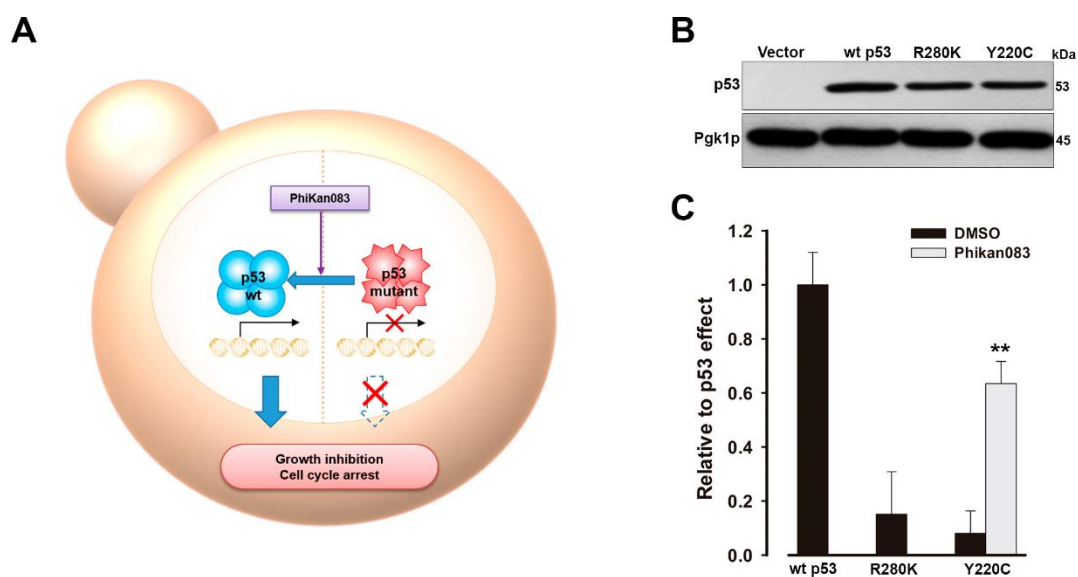 A
PhiKan083
p53
wt
p53
mutant
Growth inhibition
Cell cycle arrest
B
Vector wt p53 R280K Y220C kDa
p53 53
Pgk1p 45
C
Relative to p53 effect
1.2
1.0
0.8
0.6
0.4
0.2
0.0
DMSO
Phikan083
**
wt p53 R280K Y220C